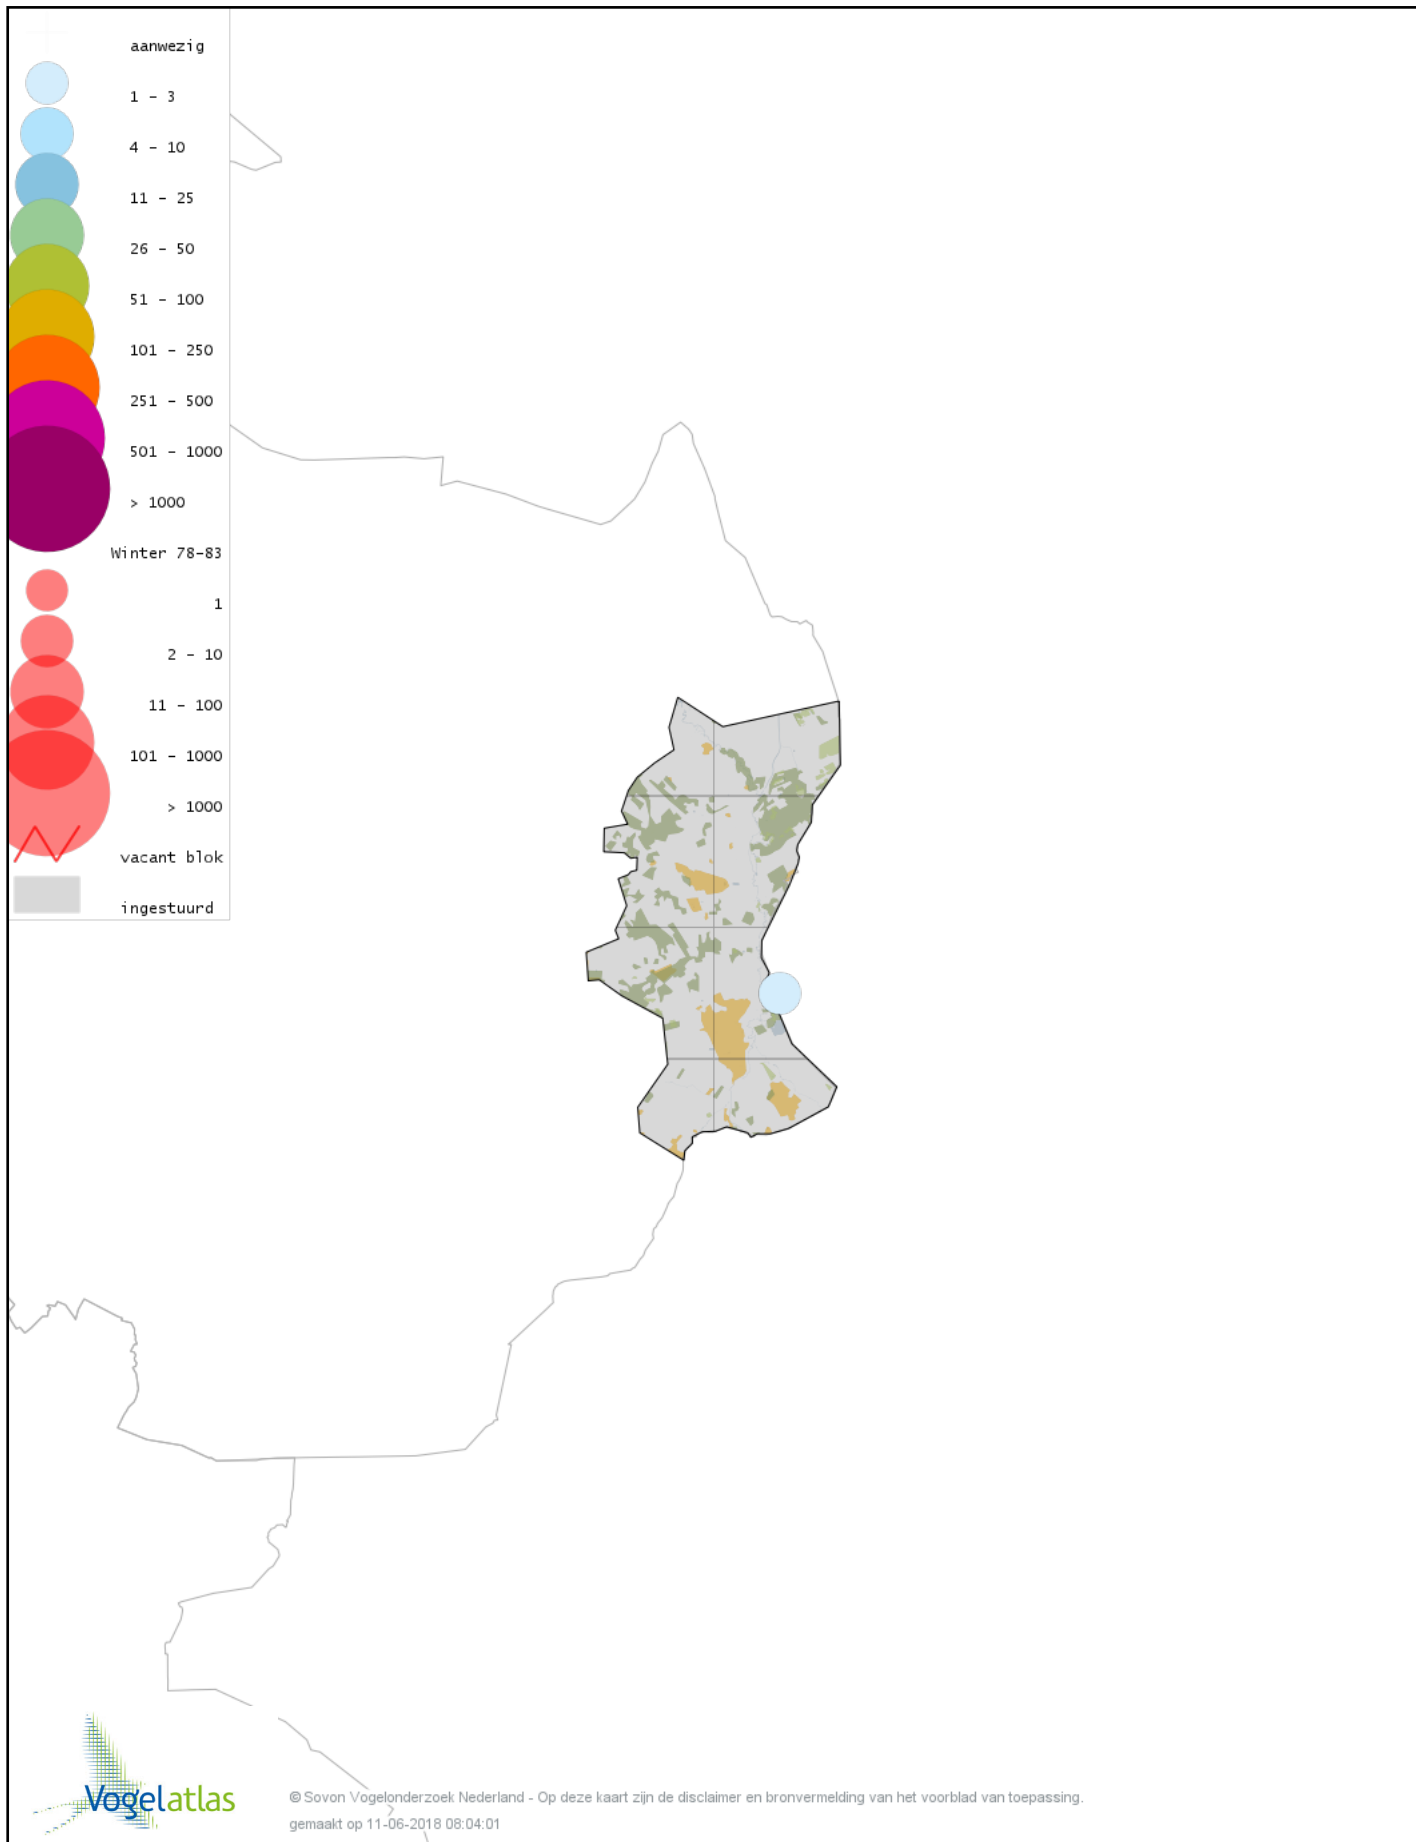 aanwezig
1 - 3
4 - 10
11 - 25
26 - 50
51 - 100
101 - 250
251 - 500
501 - 1000
> 1000
Winter 78-83
1
2 - 10
11 - 100
101 - 1000
> 1000
vacant blok
ingestuurd
Vogelatlas
© Sovon Vogelonderzoek Nederland - Op deze kaart zijn de disclaimer en bronvermelding van het voorblad van toepassing.
gemaakt op 11-06-2018 08:04:01